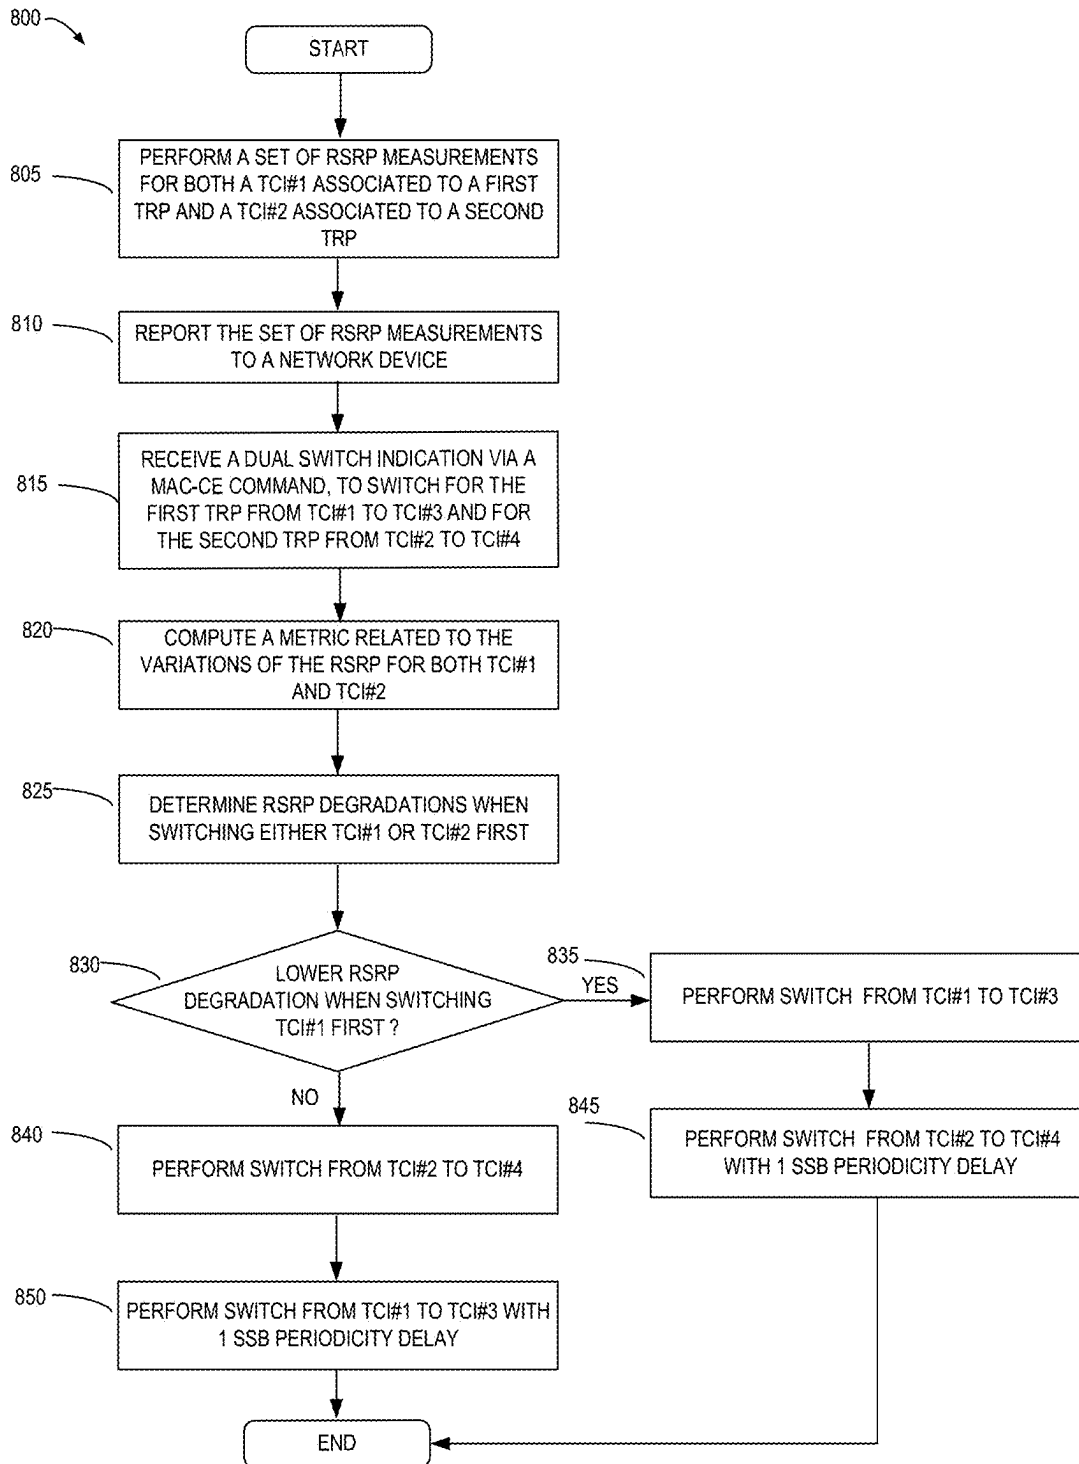 800
START
805
PERFORM A SET OF RSRP MEASUREMENTS
FOR BOTH A TCI#1 ASSOCIATED TO A FIRST
TRP AND A TCI#2 ASSOCIATED TO A SECOND
TRP
810
REPORT THE SET OF RSRP MEASUREMENTS
TO A NETWORK DEVICE
815
RECEIVE A DUAL SWITCH INDICATION VIA A
MAC-CE COMMAND, TO SWITCH FOR THE
FIRST TRP FROM TCI#1 TO TCI#3 AND FOR
THE SECOND TRP FROM TCI#2 TO TCI#4
820
COMPUTE A METRIC RELATED TO THE
VARIATIONS OF THE RSRP FOR BOTH TCI#1
AND TCI#2
825
DETERMINE RSRP DEGRADATIONS WHEN
SWITCHING EITHER TCI#1 OR TCI#2 FIRST
830
LOWER RSRP
DEGRADATION WHEN SWITCHING
TCI#1 FIRST ?
YES
835
PERFORM SWITCH FROM TCI#1 TO TCI#3
NO
845
PERFORM SWITCH FROM TCI#2 TO TCI#4
WITH 1 SSB PERIODICITY DELAY
840
PERFORM SWITCH FROM TCI#2 TO TCI#4
850
PERFORM SWITCH FROM TCI#1 TO TCI#3 WITH
1 SSB PERIODICITY DELAY
END